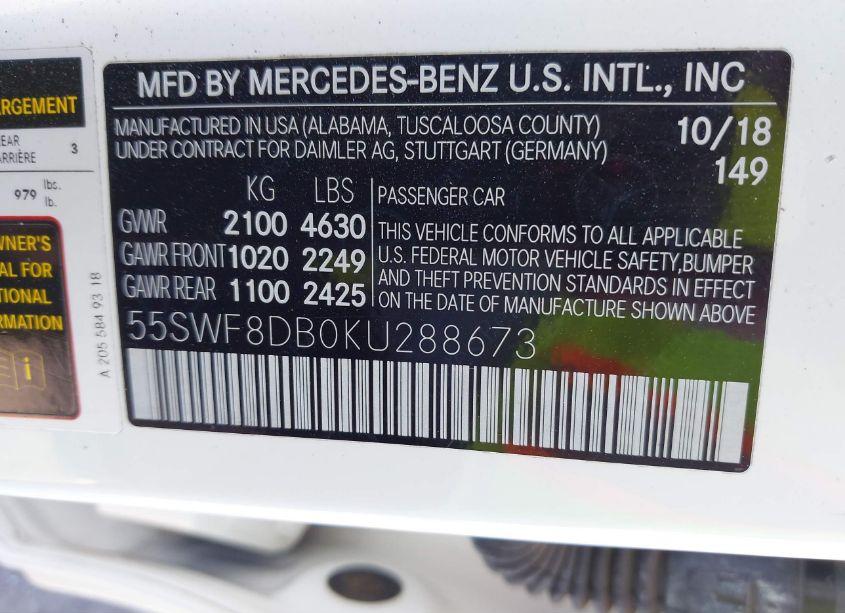 MFD BY MERCEDES-BENZ U.S. INTL., INC
MANUFACTURED IN USA (ALABAMA, TUSCALOOSA COUNTY) 10/18
UNDER CONTRACT FOR DAIMLER AG, STUTTGART (GERMANY) 149
KG LBS
GVWR 2100 4630
GAWR FRONT 1020 2249
GAWR REAR 1100 2425
PASSENGER CAR
THIS VEHICLE CONFORMS TO ALL APPLICABLE
U.S. FEDERAL MOTOR VEHICLE SAFETY,BUMPER
AND THEFT PREVENTION STANDARDS IN EFFECT
ON THE DATE OF MANUFACTURE SHOWN ABOVE
55SWF8DB0KU288673
A 205 584 93 18
ARGEMENT
EAR
ARRIÈRE 3
979 lbs.
lb.
WNER'S
AL FOR
TIONAL
RMATION
i